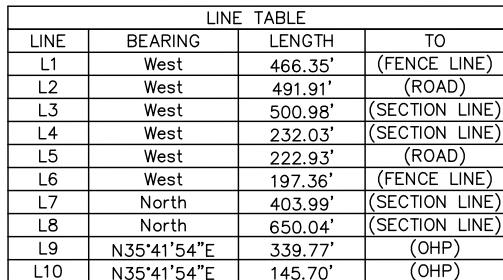 LINE TABLE
LINE BEARING LENGTH TO
L1 West 466.35' (FENCE LINE)
L2 West 491.91' (ROAD)
L3 West 500.98' (SECTION LINE)
L4 West 232.03' (SECTION LINE)
L5 West 222.93' (ROAD)
L6 West 197.36' (FENCE LINE)
L7 North 403.99' (SECTION LINE)
L8 North 650.04' (SECTION LINE)
L9 N35°41'54"E 339.77' (OHP)
L10 N35°41'54"E 145.70' (OHP)